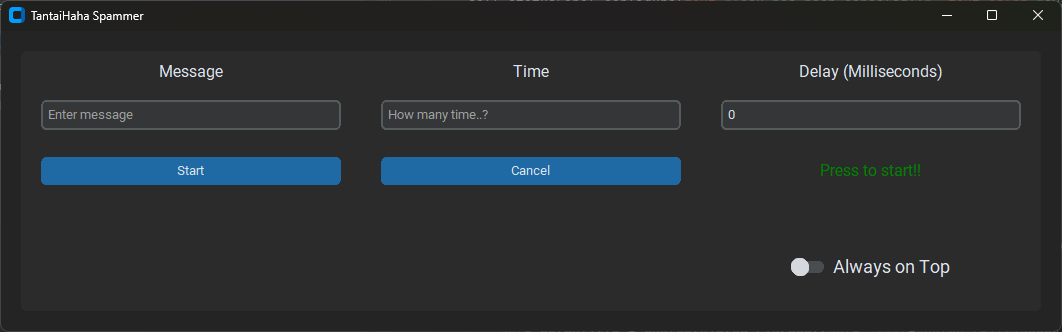 TantaiHaha Spammer
Message Time Delay (Milliseconds)
Enter message How many time..? 0
Start Cancel Press to start!!
Always on Top